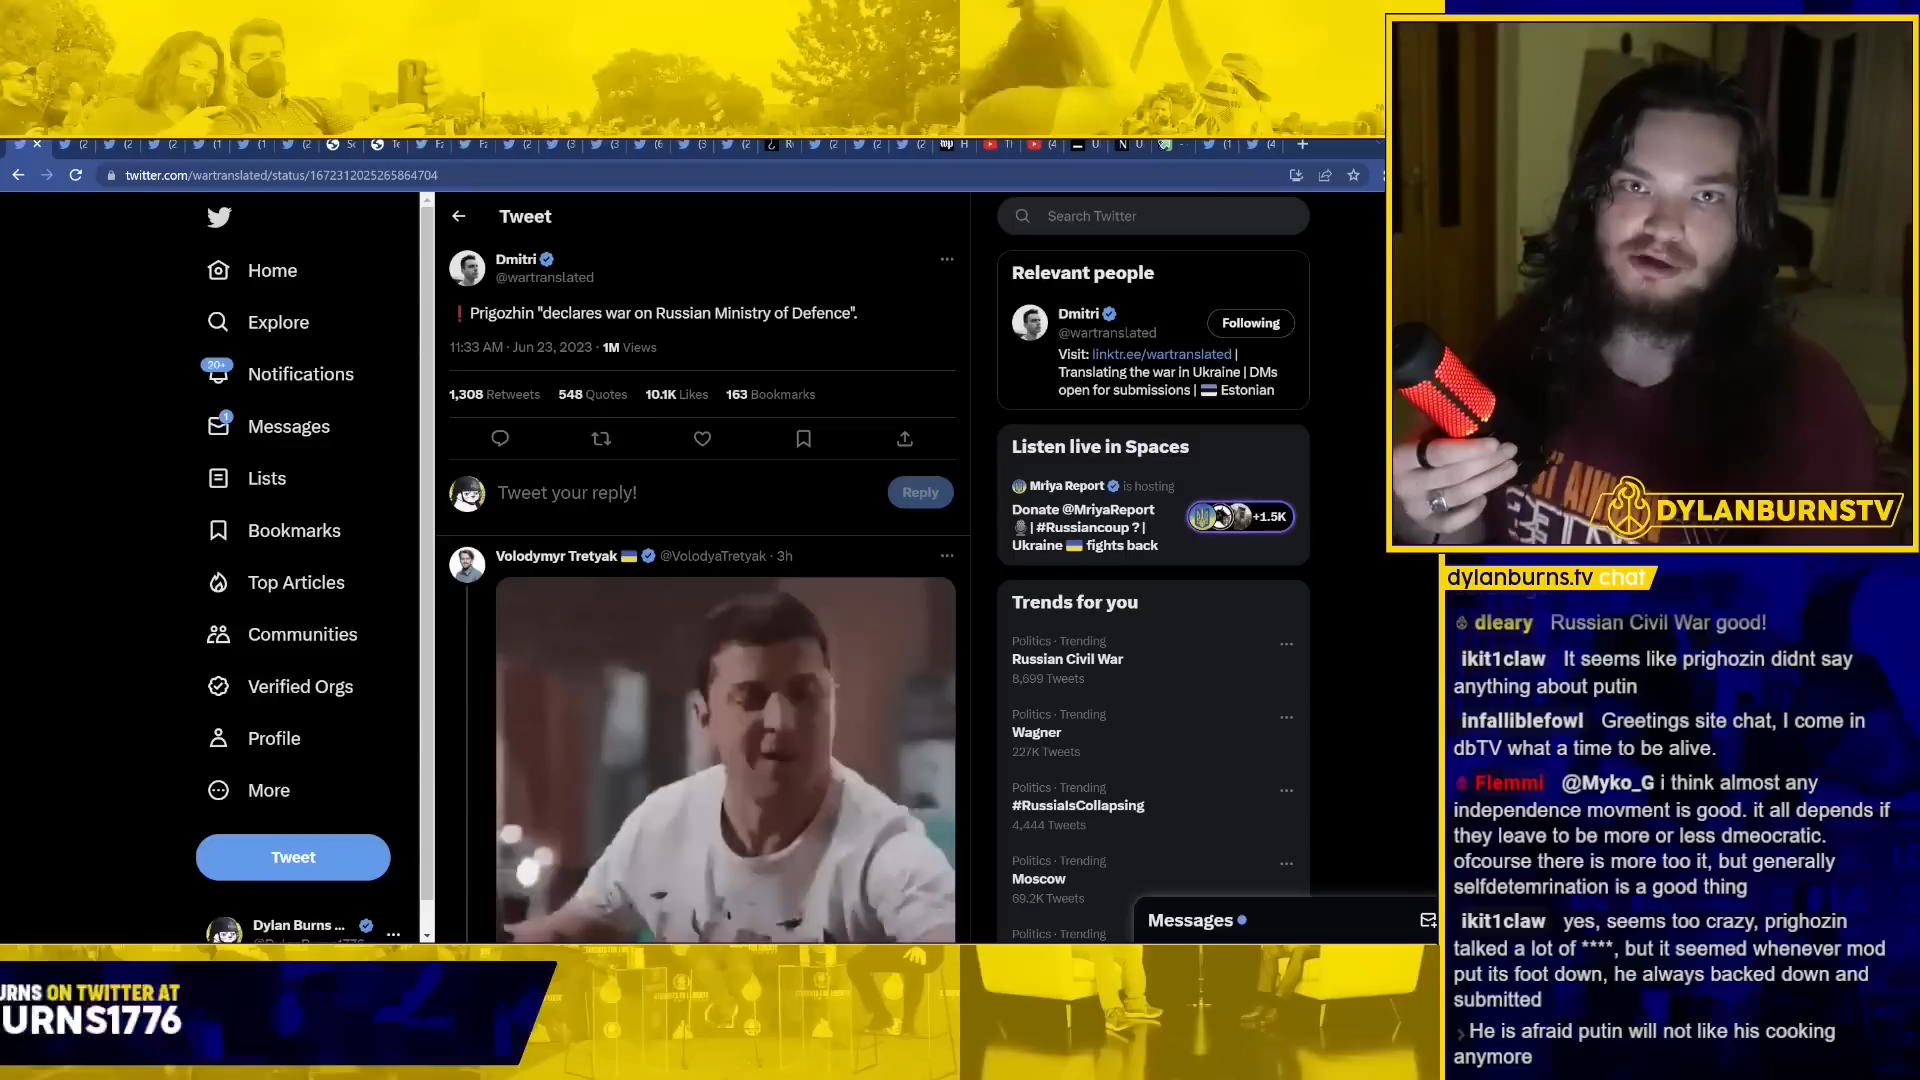 twitter.com/wartranslated/status/1672312025265864704
Home
Explore
20+
Notifications
1
Messages
Lists
Bookmarks
Top Articles
Communities
Verified Orgs
Profile
More
Tweet
Dylan Burns ...
Tweet
Dmitri
@wartranslated
❗ Prigozhin "declares war on Russian Ministry of Defence".
11:33 AM · Jun 23, 2023 · 1M Views
1,308 Retweets 548 Quotes 10.1K Likes 163 Bookmarks
Tweet your reply!
Reply
Volodymyr Tretyak 🇺🇦 @VolodyaTretyak · 3h
Search Twitter
Relevant people
Dmitri
@wartranslated
Following
Visit: linktr.ee/wartranslated |
Translating the war in Ukraine | DMs
open for submissions | 🇪🇪 Estonian
Listen live in Spaces
Mriya Report is hosting
Donate @MriyaReport
🎙️| #Russiancoup ? |
Ukraine 🇺🇦 fights back
+1.5K
Trends for you
Politics · Trending
Russian Civil War
8,699 Tweets
Politics · Trending
Wagner
227K Tweets
Politics · Trending
#RussiaIsCollapsing
4,444 Tweets
Politics · Trending
Moscow
69.2K Tweets
Politics · Trending
Messages
DYLANBURNSTV
dylanburns.tv chat
dleary Russian Civil War good!
ikit1claw It seems like prighozin didnt say
anything about putin
infalliblefowl Greetings site chat, I come in
dbTV what a time to be alive.
Flemmi @Myko_G i think almost any
independence movment is good. it all depends if
they leave to be more or less dmeocratic.
ofcourse there is more too it, but generally
selfdetemrination is a good thing
ikit1claw yes, seems too crazy, prighozin
talked a lot of ****, but it seemed whenever mod
put its foot down, he always backed down and
submitted
He is afraid putin will not like his cooking
anymore
URNS ON TWITTER AT
URNS1776